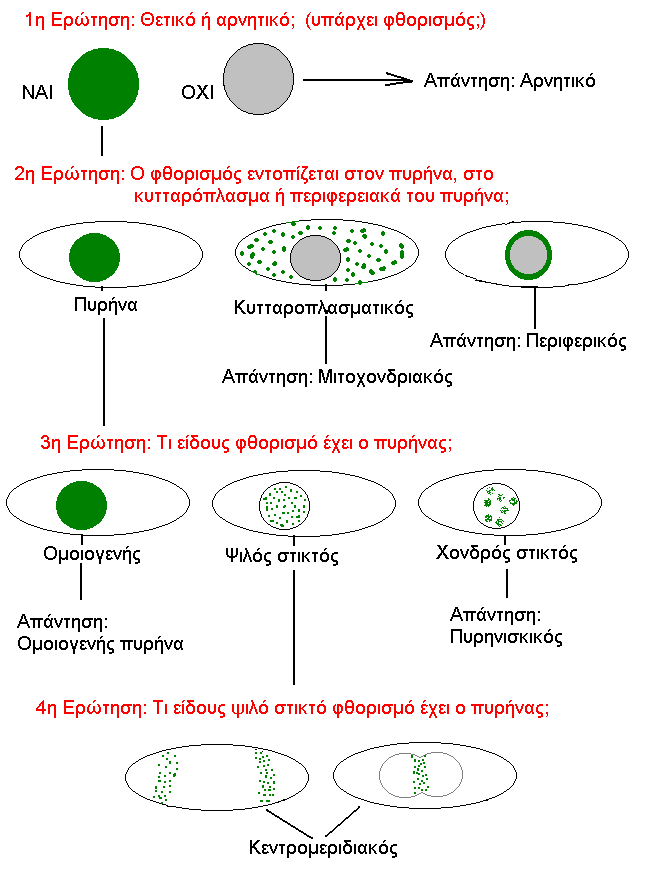 1η Ερώτηση: Θετικό ή αρνητικό;  (υπάρχει φθορισμός;)
ΝΑΙ
ΟΧΙ
Απάντηση: Αρνητικό
2η Ερώτηση: Ο φθορισμός εντοπίζεται στον πυρήνα, στο
κυτταρόπλασμα ή περιφερειακά του πυρήνα;
Πυρήνα
Κυτταροπλασματικός
Απάντηση: Περιφερικός
Απάντηση: Μιτοχονδριακός
3η Ερώτηση: Τι είδους φθορισμό έχει ο πυρήνας;
Ομοιογενής
Ψιλός στικτός
Χονδρός στικτός
Απάντηση:
Ομοιογενής πυρήνα
Απάντηση:
Πυρηνισκικός
4η Ερώτηση: Τι είδους ψιλό στικτό φθορισμό έχει ο πυρήνας;
Κεντρομεριδιακός